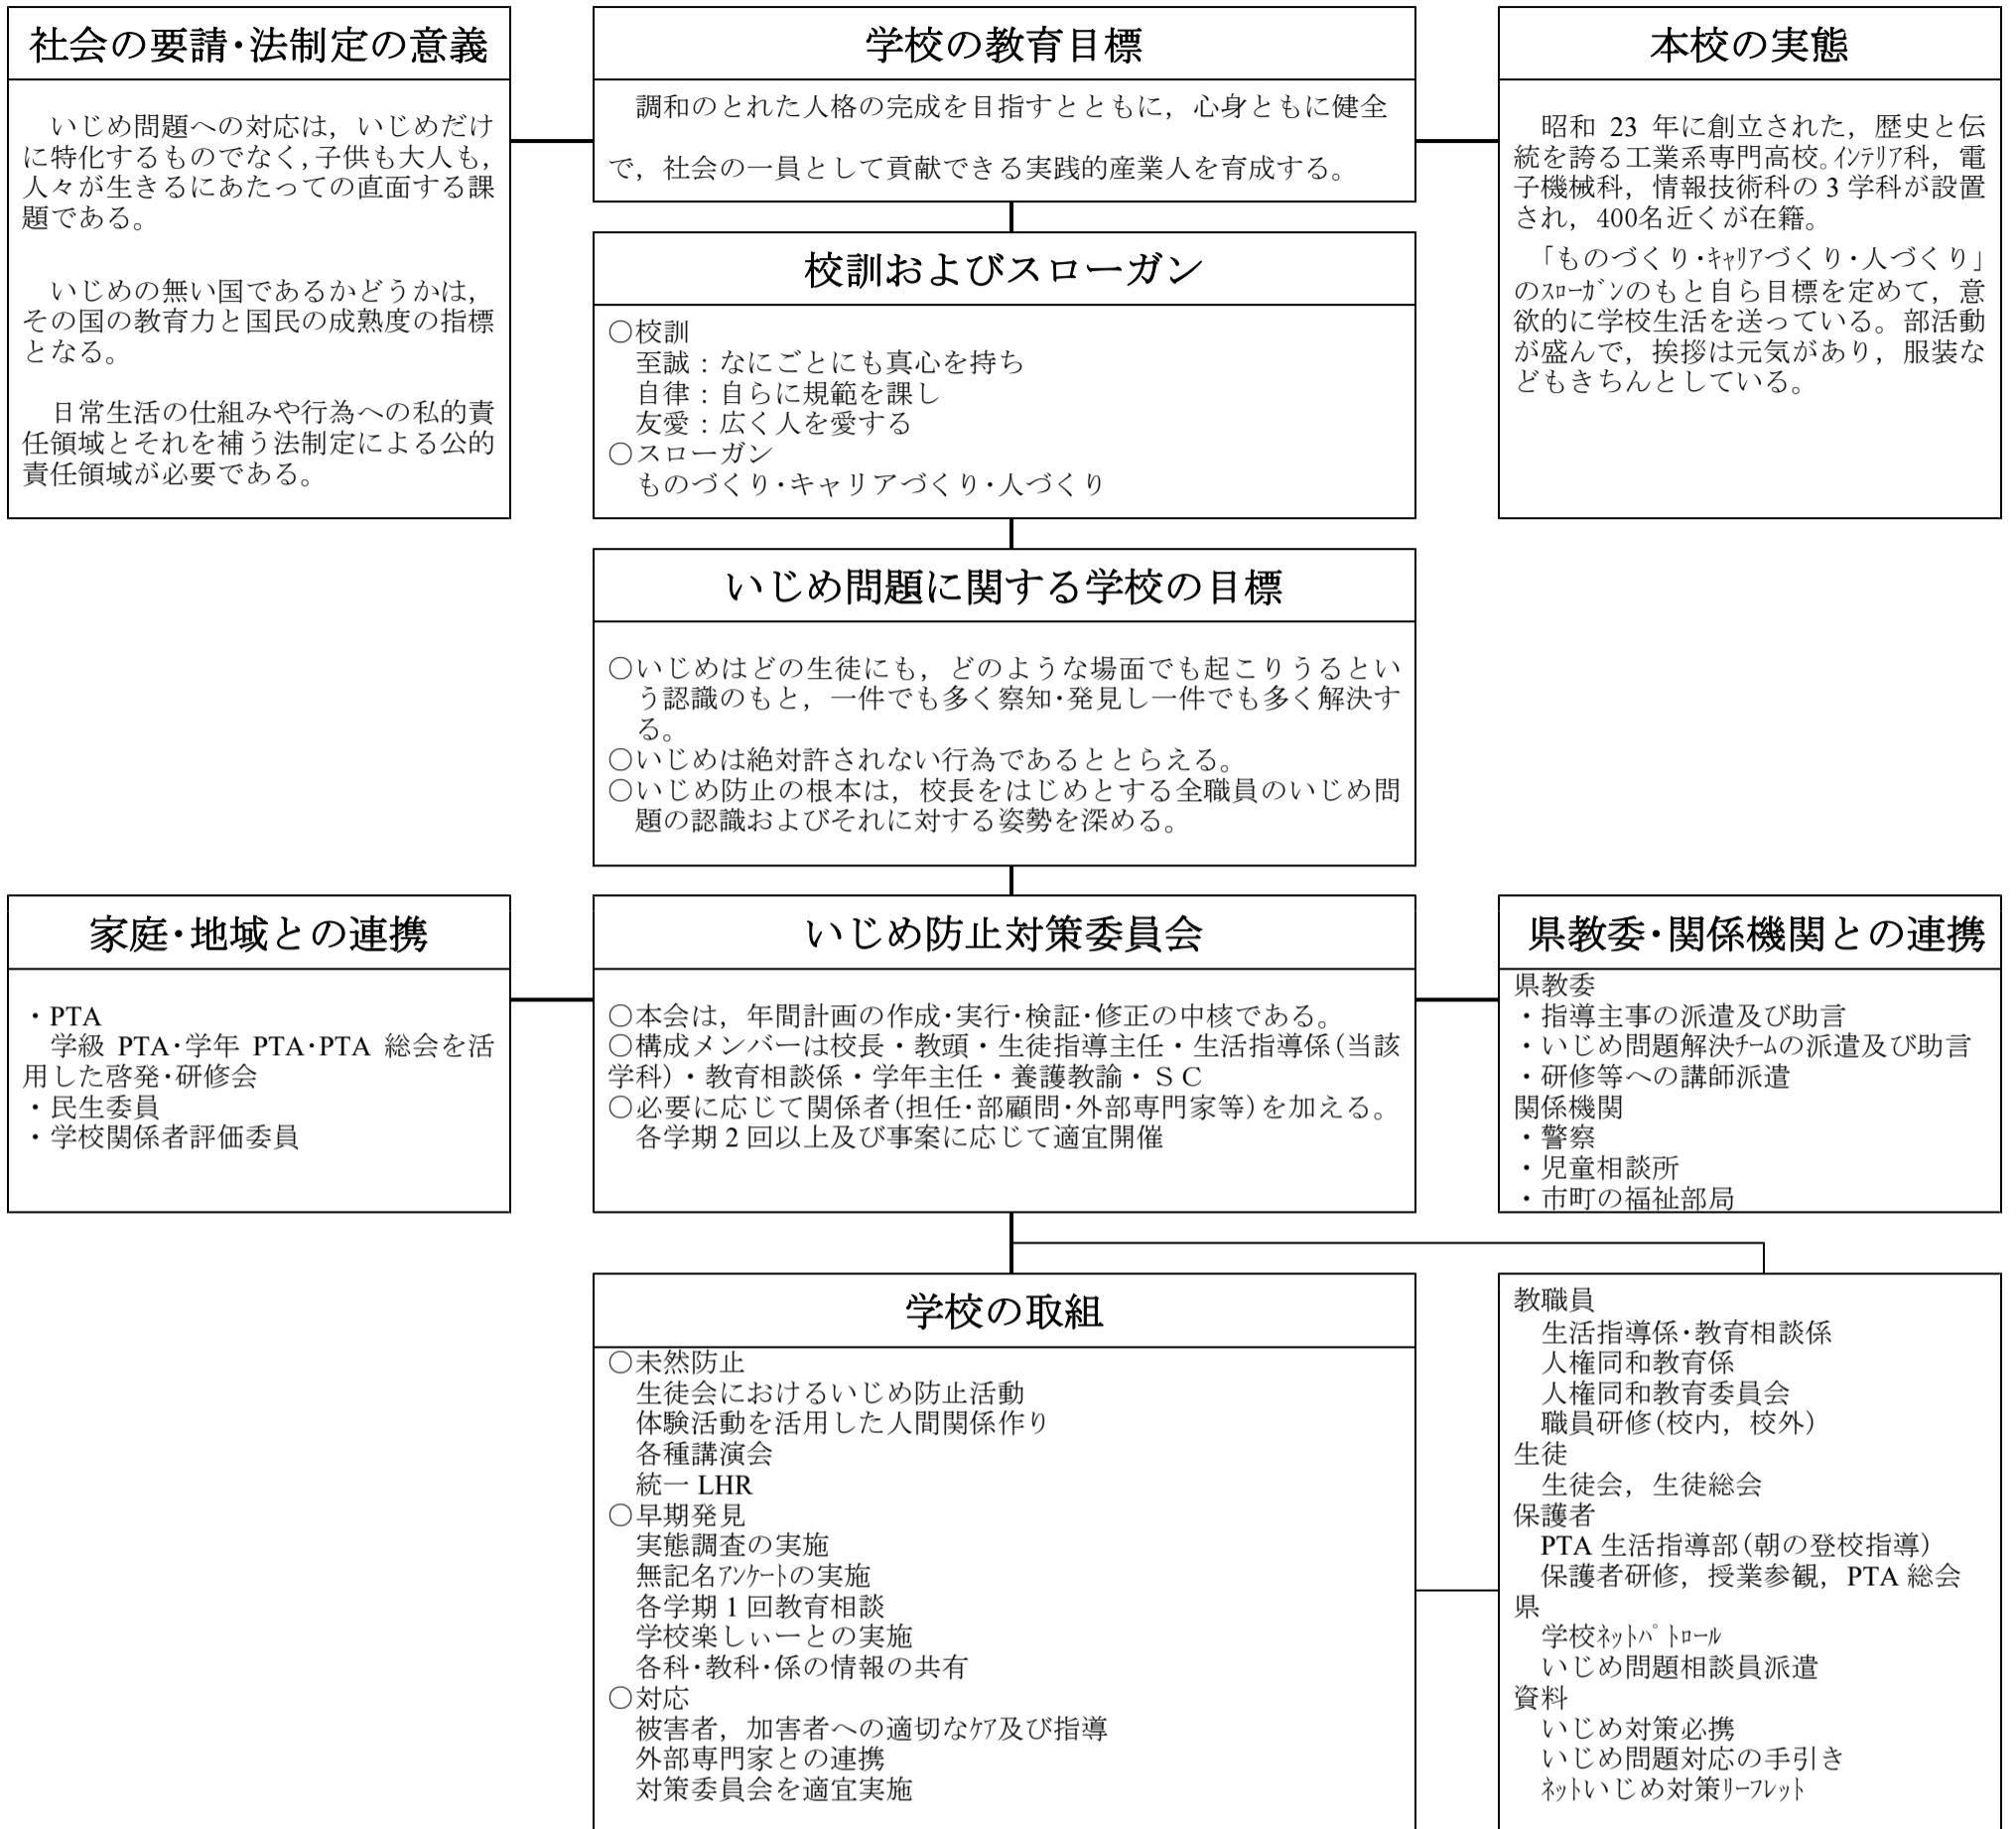 社会の要請・法制定の意義
いじめ問題への対応は，いじめだけ
に特化するものでなく，子供も大人も，
人々が生きるにあたっての直面する課
題である。
いじめの無い国であるかどうかは，
その国の教育力と国民の成熟度の指標
となる。
日常生活の仕組みや行為への私的責
任領域とそれを補う法制定による公的
責任領域が必要である。
学校の教育目標
調和のとれた人格の完成を目指すとともに，心身ともに健全
で，社会の一員として貢献できる実践的産業人を育成する。
本校の実態
昭和 23 年に創立された，歴史と伝
統を誇る工業系専門高校。ｲﾝﾃﾘｱ科，電
子機械科，情報技術科の 3 学科が設置
され，400名近くが在籍。
「ものづくり・ｷｬﾘｱづくり・人づくり」
のｽﾛｰｶﾞﾝのもと自ら目標を定めて，意
欲的に学校生活を送っている。部活動
が盛んで，挨拶は元気があり，服装な
どもきちんとしている。
校訓およびスローガン
○校訓
至誠：なにごとにも真心を持ち
自律：自らに規範を課し
友愛：広く人を愛する
○スローガン
ものづくり・キャリアづくり・人づくり
いじめ問題に関する学校の目標
○いじめはどの生徒にも，どのような場面でも起こりうるとい
う認識のもと，一件でも多く察知・発見し一件でも多く解決す
る。
○いじめは絶対許されない行為であるととらえる。
○いじめ防止の根本は，校長をはじめとする全職員のいじめ問
題の認識およびそれに対する姿勢を深める。
家庭・地域との連携
・PTA
学級 PTA・学年 PTA・PTA 総会を活
用した啓発・研修会
・民生委員
・学校関係者評価委員
いじめ防止対策委員会
○本会は，年間計画の作成・実行・検証・修正の中核である。
○構成メンバーは校長・教頭・生徒指導主任・生活指導係（当該
学科）・教育相談係・学年主任・養護教諭・ＳＣ
○必要に応じて関係者（担任・部顧問・外部専門家等）を加える。
各学期 2 回以上及び事案に応じて適宜開催
県教委・関係機関との連携
県教委
・指導主事の派遣及び助言
・いじめ問題解決ﾁｰﾑの派遣及び助言
・研修等への講師派遣
関係機関
・警察
・児童相談所
・市町の福祉部局
学校の取組
○未然防止
生徒会におけるいじめ防止活動
体験活動を活用した人間関係作り
各種講演会
統一 LHR
○早期発見
実態調査の実施
無記名ｱﾝｹｰﾄの実施
各学期 1 回教育相談
学校楽しぃーとの実施
各科・教科・係の情報の共有
○対応
被害者，加害者への適切なｹｱ及び指導
外部専門家との連携
対策委員会を適宜実施
教職員
生活指導係・教育相談係
人権同和教育係
人権同和教育委員会
職員研修（校内，校外）
生徒
生徒会，生徒総会
保護者
PTA 生活指導部（朝の登校指導）
保護者研修，授業参観，PTA 総会
県
学校ﾈｯﾄﾊﾟﾄﾛｰﾙ
いじめ問題相談員派遣
資料
いじめ対策必携
いじめ問題対応の手引き
ﾈｯﾄいじめ対策ﾘｰﾌﾚｯﾄ